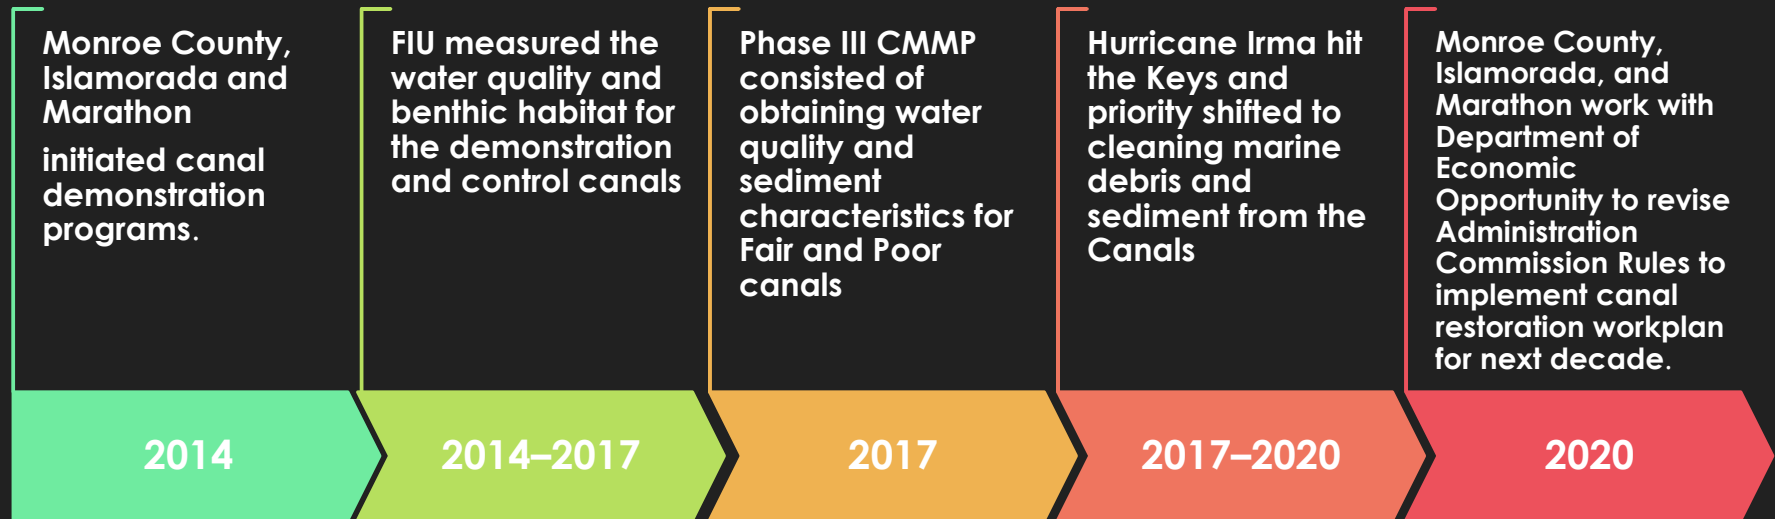 Monroe County,
Islamorada and
Marathon
initiated canal
demonstration
programs.
FIU measured the
water quality and
benthic habitat for
the demonstration
and control canals
Phase III CMMP
consisted of
obtaining water
quality and
sediment
characteristics for
Fair and Poor
canals
Hurricane Irma hit
the Keys and
priority shifted to
cleaning marine
debris and
sediment from the
Canals
Monroe County,
Islamorada, and
Marathon work with
Department of
Economic
Opportunity to revise
Administration
Commission Rules to
implement canal
restoration workplan
for next decade.
2014
2014–2017
2017
2017–2020
2020